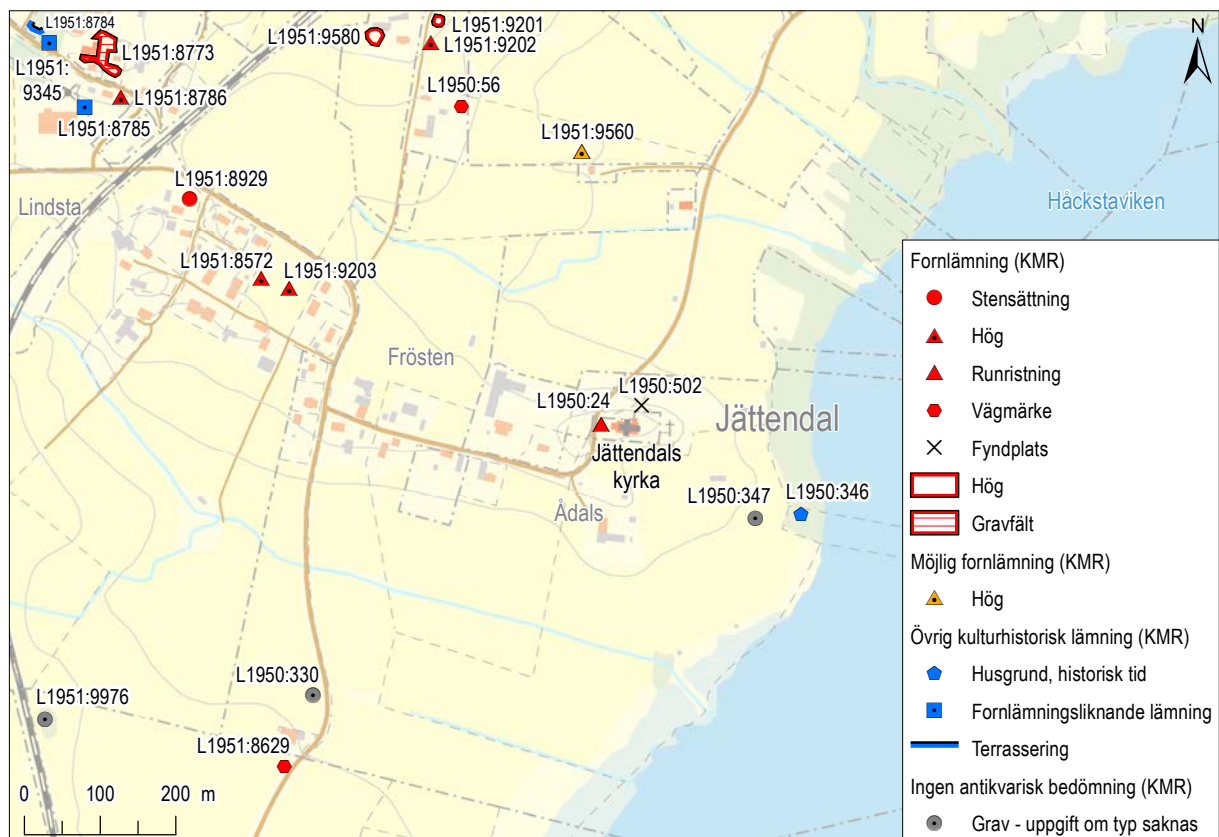 L1951:8784
L1951:8773
L1951:
9345
L1951:8786
L1951:8785
L1951:9580
L1951:9201
L1951:9202
L1950:56
L1951:9560
N
L1951:8929
Lindsta
Håckstaviken
L1951:8572
L1951:9203
Frösten
L1950:502
L1950:24
Jättendal
Jättendals
kyrka
L1950:347
L1950:346
Ådals
L1950:330
L1951:9976
L1951:8629
0 100 200 m
Fornlämning (KMR)
Stensättning
Hög
Runristning
Vägmärke
Fyndplats
Hög
Gravfält
Möjlig fornlämning (KMR)
Hög
Övrig kulturhistorisk lämning (KMR)
Husgrund, historisk tid
Fornlämningsliknande lämning
Terrassering
Ingen antikvarisk bedömning (KMR)
Grav - uppgift om typ saknas